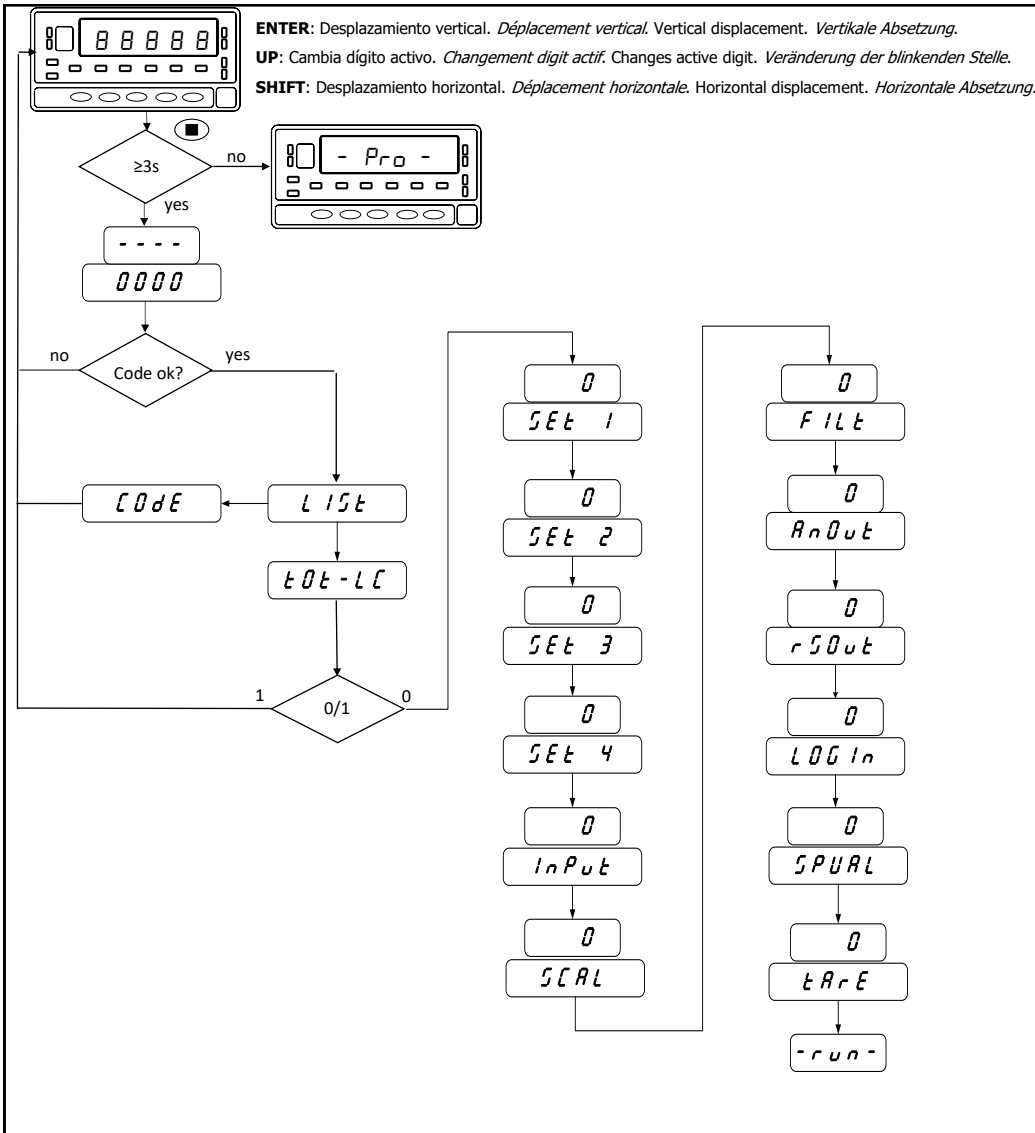 88888
ENTER: Desplazamiento vertical. Déplacement vertical. Vertical displacement. Vertikale Absetzung.
UP: Cambia dígito activo. Changement digit actif. Changes active digit. Veränderung der blinkenden Stelle.
SHIFT: Desplazamiento horizontal. Déplacement horizontale. Horizontal displacement. Horizontale Absetzung.
≥3s
no
- Pro -
yes
- - - -
0000
no
Code ok?
yes
COdE
LISt
tOt-LC
1
0/1
0
0
SEt 1
0
SEt 2
0
SEt 3
0
SEt 4
0
InPut
0
SCAL
0
FILt
0
AnOut
0
rSOut
0
LOGIn
0
SPUAL
0
tArE
-run-